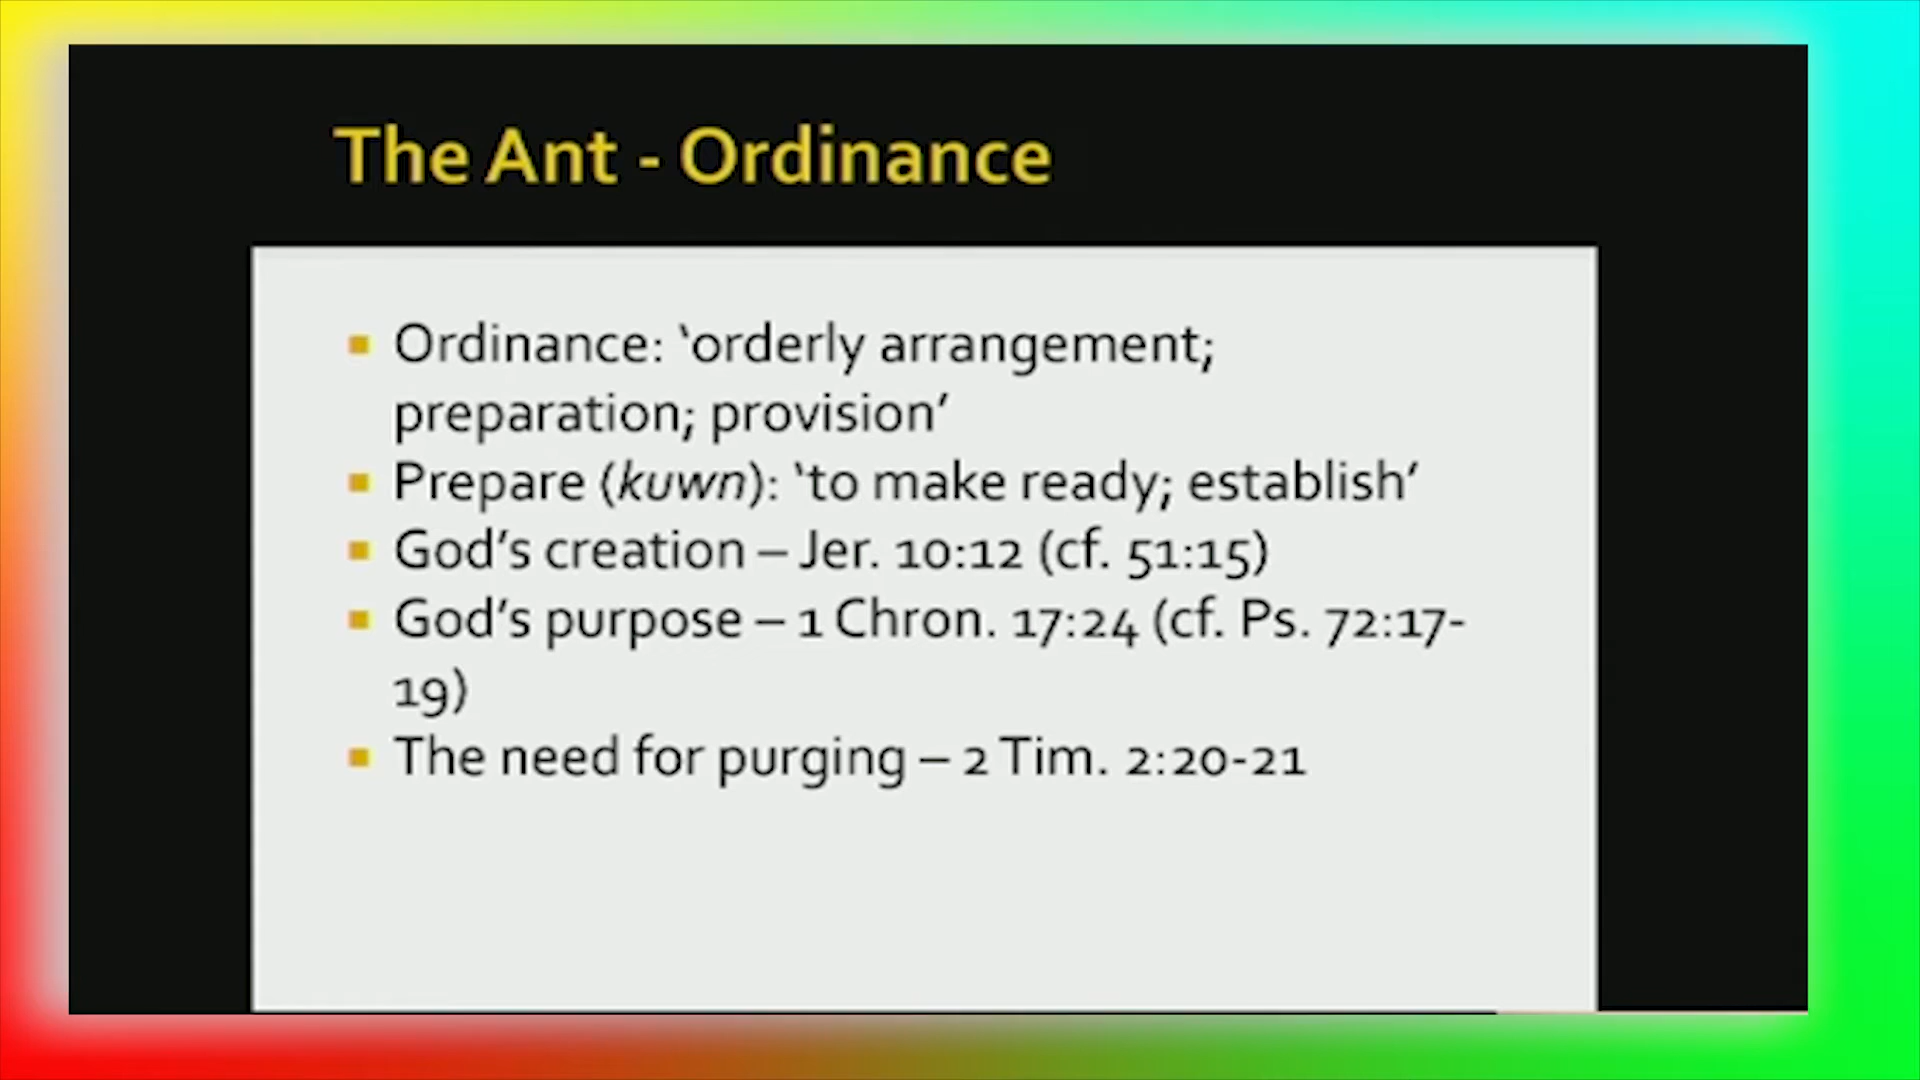 The Ant - Ordinance
Ordinance: ‘orderly arrangement;
preparation; provision’
Prepare (kuwn): ‘to make ready; establish’
God’s creation – Jer. 10:12 (cf. 51:15)
God’s purpose – 1 Chron. 17:24 (cf. Ps. 72:17-
19)
The need for purging – 2 Tim. 2:20-21